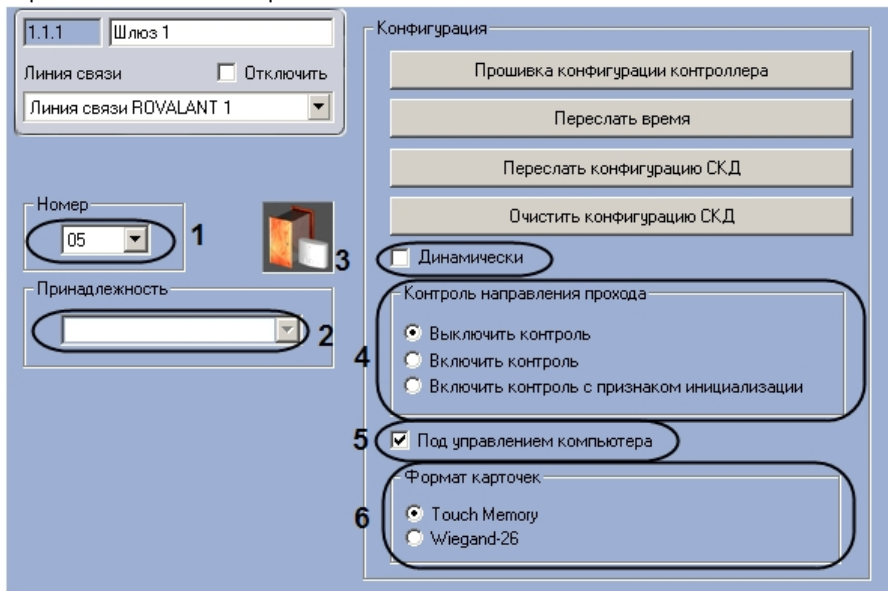 1.1.1 Шлюз 1
Линия связи Отключить
Линия связи ROVALANT 1
Номер
05
1
3
Принадлежность
2
Конфигурация
Прошивка конфигурации контроллера
Переслать время
Переслать конфигурацию СКД
Очистить конфигурацию СКД
Динамически
Контроль направления прохода
4
Выключить контроль
Включить контроль
Включить контроль с признаком инициализации
5
Под управлением компьютера
Формат карточек
6
Touch Memory
Wiegand-26